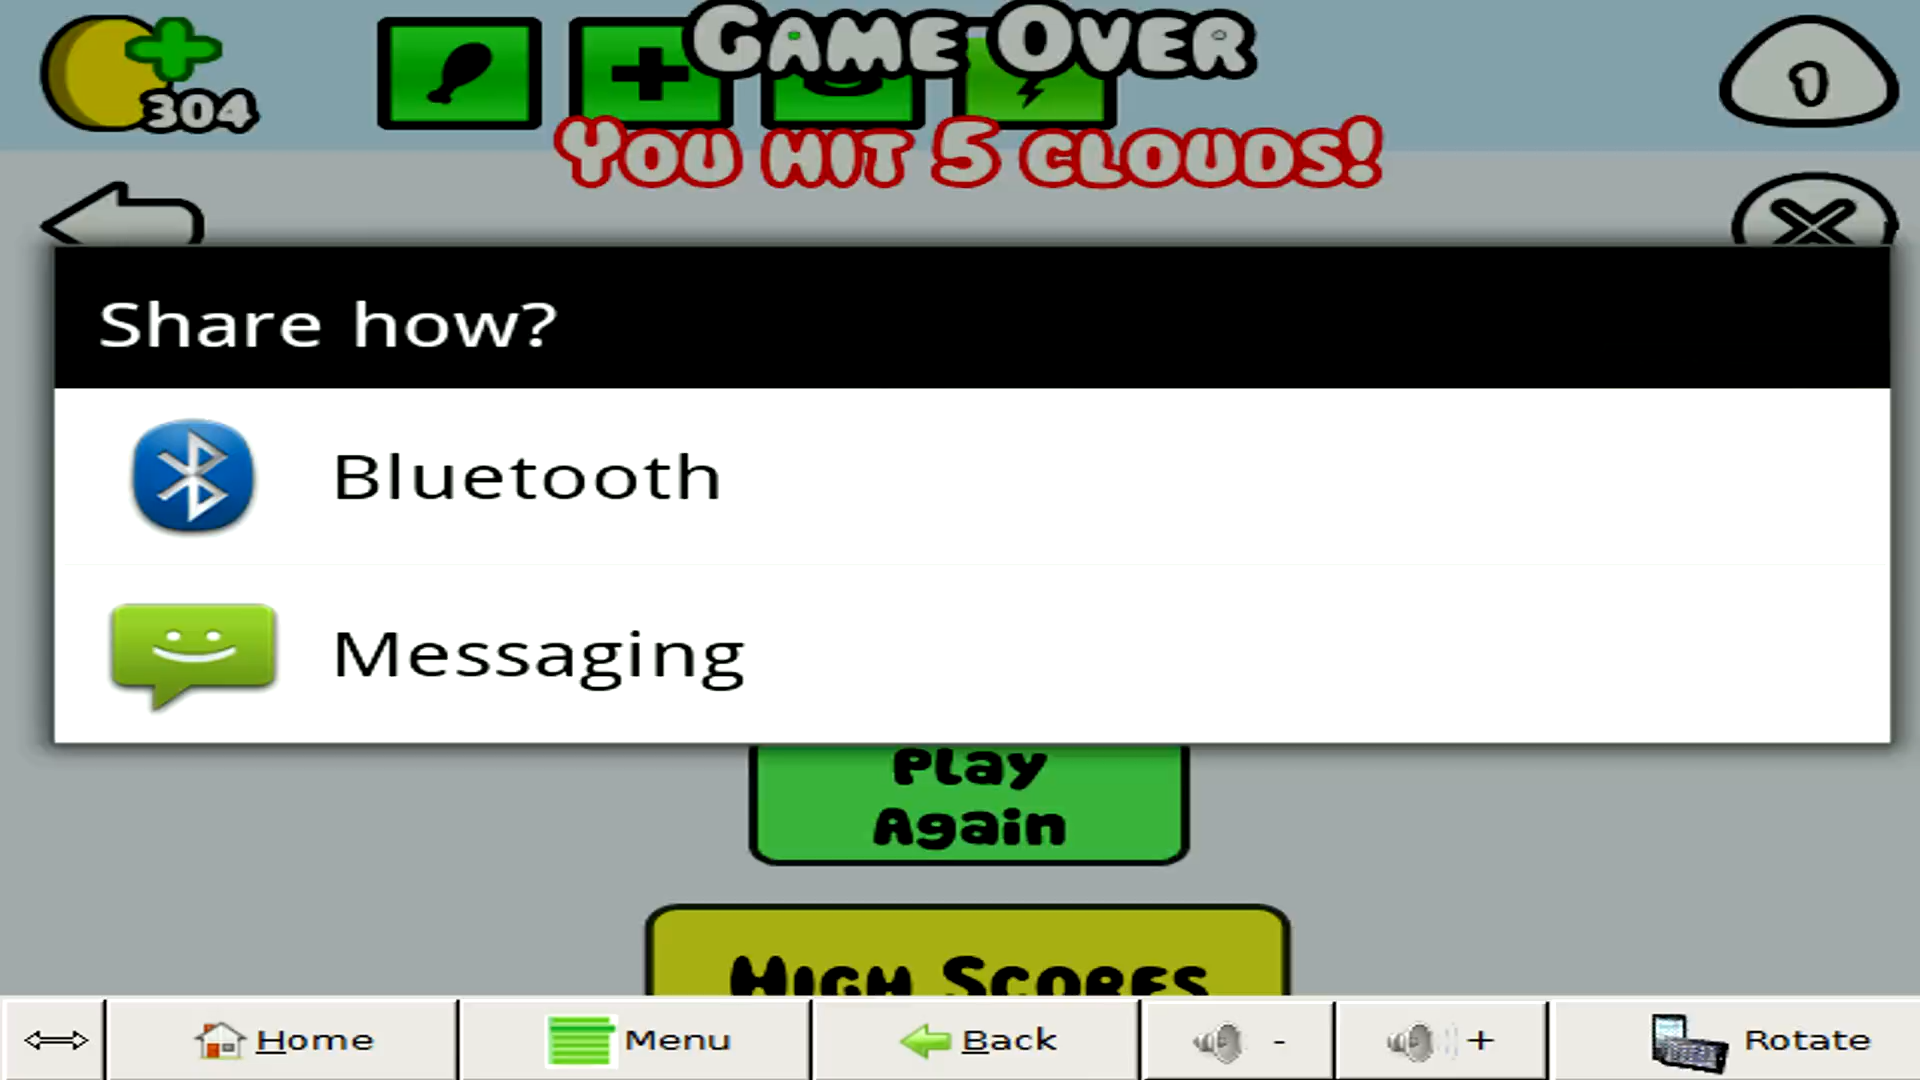 304
GAME OVER
1
YOU HIT 5 CLOUDS!
Share how?
Bluetooth
Messaging
Play
Again
HIGH SCORES
Home
Menu
Back
-
+
Rotate